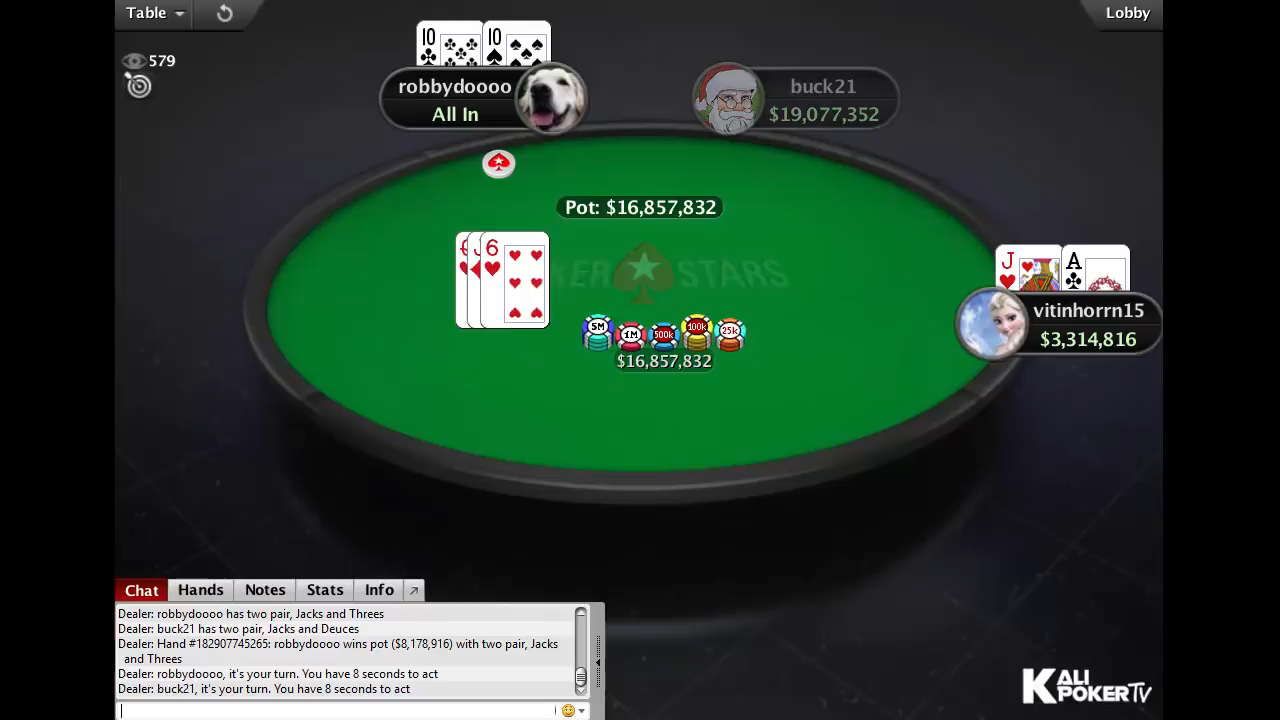 Table
Lobby
579
10 10
robbydoooo
All In
buck21
$19,077,352
Pot: $16,857,832
J A
6
STARS
vitinhorrn15
$3,314,816
5M 1M 500k 100k 25k
$16,857,832
Chat Hands Notes Stats Info
Dealer: robbydoooo has two pair, Jacks and Threes
Dealer: buck21 has two pair, Jacks and Deuces
Dealer: Hand #182907745265: robbydoooo wins pot ($8,178,916) with two pair, Jacks
and Threes
Dealer: robbydoooo, it's your turn. You have 8 seconds to act
Dealer: buck21, it's your turn. You have 8 seconds to act
KALI
POKER TV